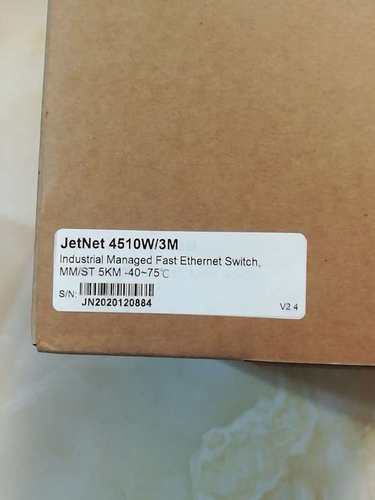 JetNet 4510W/3M
Industrial Managed Fast Ethernet Switch,
MM/ST 5KM -40~75℃
S/N:
JN2020120884
V2.4